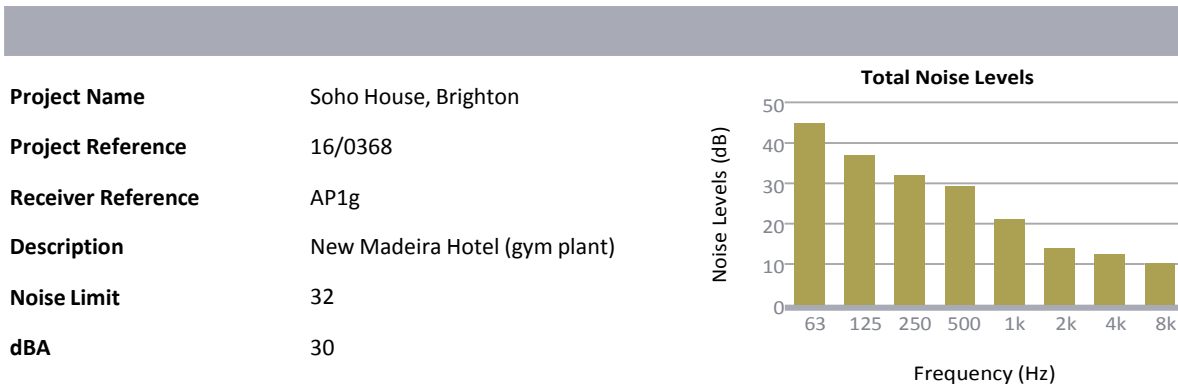 Project Name Soho House, Brighton
Project Reference 16/0368
Receiver Reference AP1g
Description New Madeira Hotel (gym plant)
Noise Limit 32
dBA 30
Total Noise Levels
Noise Levels (dB)
50
40
30
20
10
0
63 125 250 500 1k 2k 4k 8k
Frequency (Hz)